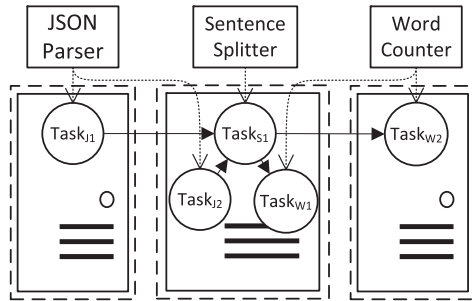 JSON
Parser
Sentence
Splitter
Word
Counter
TaskJ1
TaskS1
TaskW2
TaskJ2
TaskW1